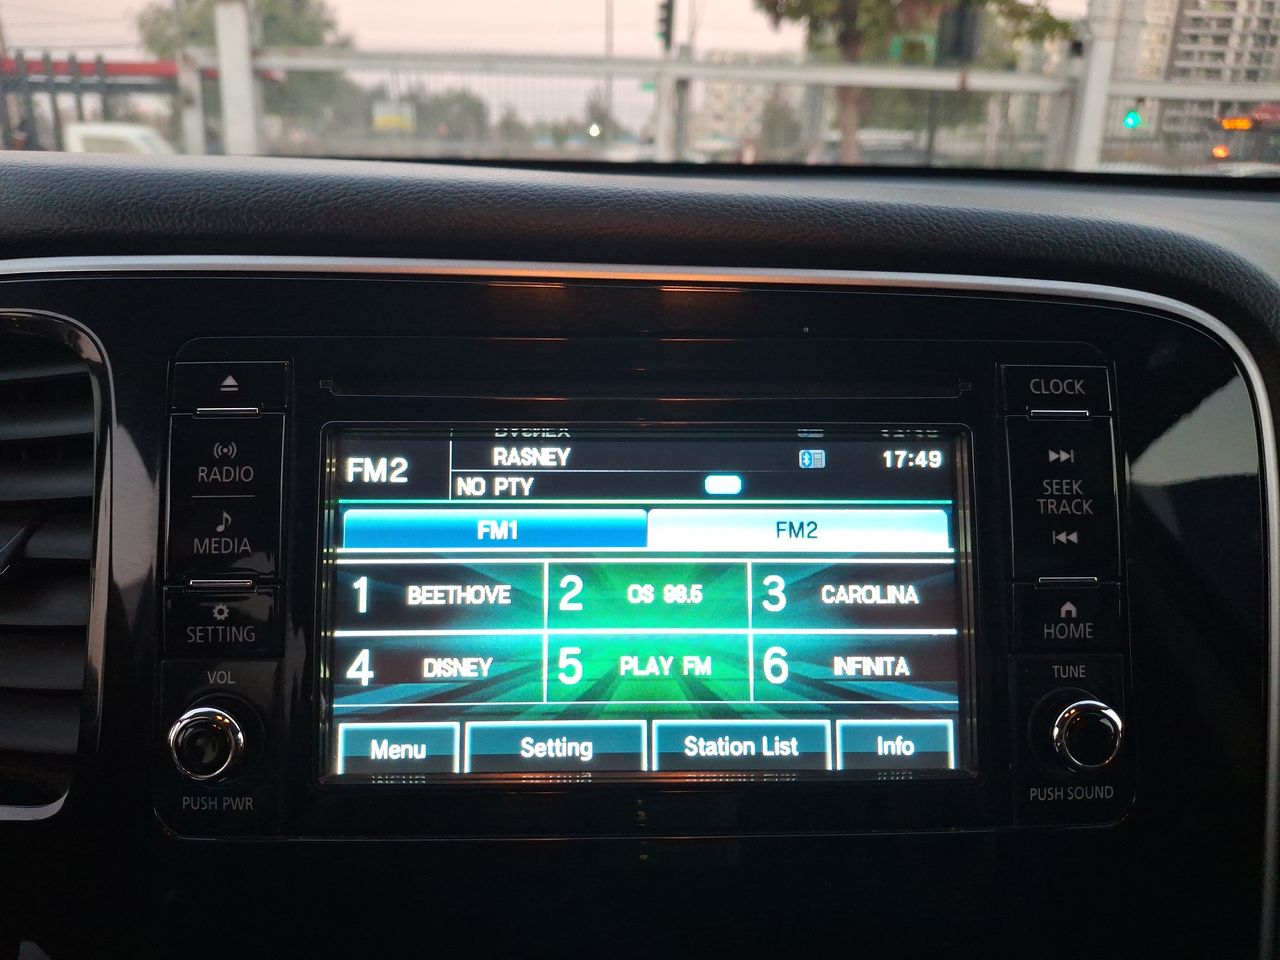 CLOCK
RADIO
MEDIA
SETTING
VOL
PUSH PWR
FM2
RASNEY
17:49
NO PTY
FM1
FM2
1 BEETHOVE
2 OS 98.5
3 CAROLINA
4 DISNEY
5 PLAY FM
6 INFINITA
Menu
Setting
Station List
Info
SEEK
TRACK
HOME
TUNE
PUSH SOUND